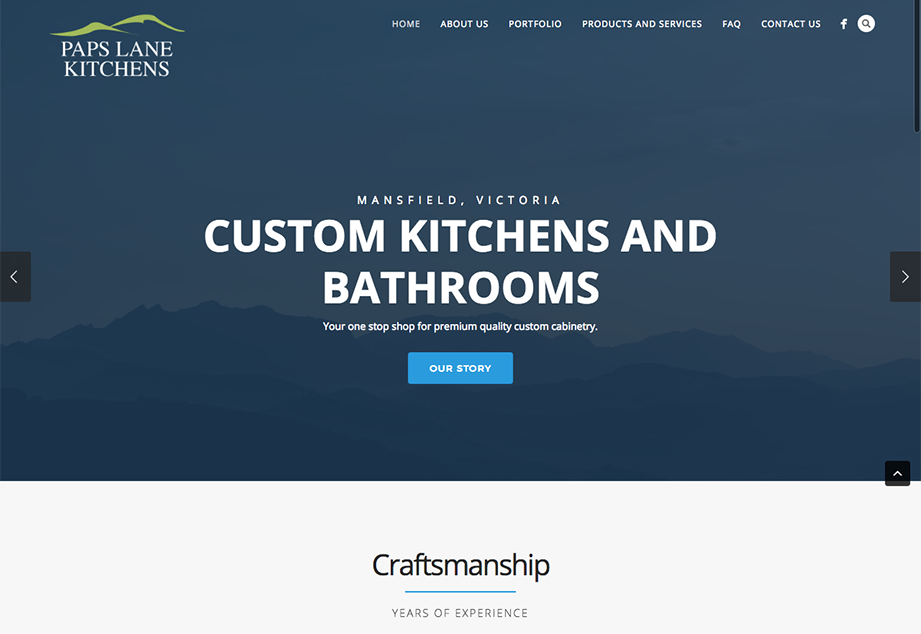 PAPS LANE
KITCHENS
HOME ABOUT US PORTFOLIO PRODUCTS AND SERVICES FAQ CONTACT US f
MANSFIELD, VICTORIA
CUSTOM KITCHENS AND
BATHROOMS
Your one stop shop for premium quality custom cabinetry.
OUR STORY
Craftsmanship
YEARS OF EXPERIENCE